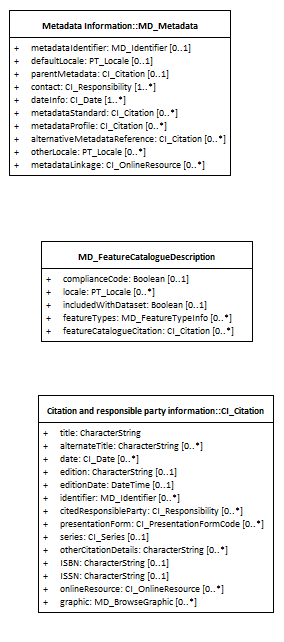 Metadata Information::MD_Metadata
+ metadataIdentifier: MD_Identifier [0..1]
+ defaultLocale: PT_Locale [0..1]
+ parentMetadata: CI_Citation [0..1]
+ contact: CI_Responsibility [1..*]
+ dateInfo: CI_Date [1..*]
+ metadataStandard: CI_Citation [0..*]
+ metadataProfile: CI_Citation [0..*]
+ alternativeMetadataReference: CI_Citation [0..*]
+ otherLocale: PT_Locale [0..*]
+ metadataLinkage: CI_OnlineResource [0..*]
MD_FeatureCatalogueDescription
+ complianceCode: Boolean [0..1]
+ locale: PT_Locale [0..*]
+ includedWithDataset: Boolean [0..1]
+ featureTypes: MD_FeatureTypeInfo [0..*]
+ featureCatalogueCitation: CI_Citation [0..*]
Citation and responsible party information::CI_Citation
+ title: CharacterString
+ alternateTitle: CharacterString [0..*]
+ date: CI_Date [0..*]
+ edition: CharacterString [0..1]
+ editionDate: DateTime [0..1]
+ identifier: MD_Identifier [0..*]
+ citedResponsibleParty: CI_Responsibility [0..*]
+ presentationForm: CI_PresentationFormCode [0..*]
+ series: CI_Series [0..1]
+ otherCitationDetails: CharacterString [0..*]
+ ISBN: CharacterString [0..1]
+ ISSN: CharacterString [0..1]
+ onlineResource: CI_OnlineResource [0..*]
+ graphic: MD_BrowseGraphic [0..*]